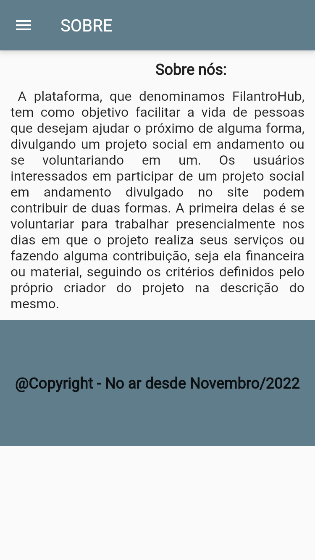 SOBRE
Sobre nós:
A plataforma, que denominamos FilantroHub,
tem como objetivo facilitar a vida de pessoas
que desejam ajudar o próximo de alguma forma,
divulgando um projeto social em andamento ou
se voluntariando em um. Os usuários
interessados em participar de um projeto social
em andamento divulgado no site podem
contribuir de duas formas. A primeira delas é se
voluntariar para trabalhar presencialmente nos
dias em que o projeto realiza seus serviços ou
fazendo alguma contribuição, seja ela financeira
ou material, seguindo os critérios definidos pelo
próprio criador do projeto na descrição do
mesmo.
@Copyright - No ar desde Novembro/2022